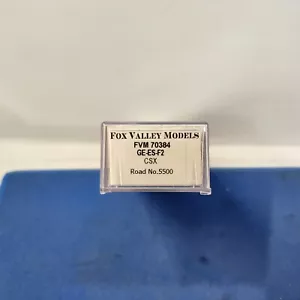 FOX VALLEY MODELS
FVM 70384
GE-ES-F2
CSX
Road No.5500